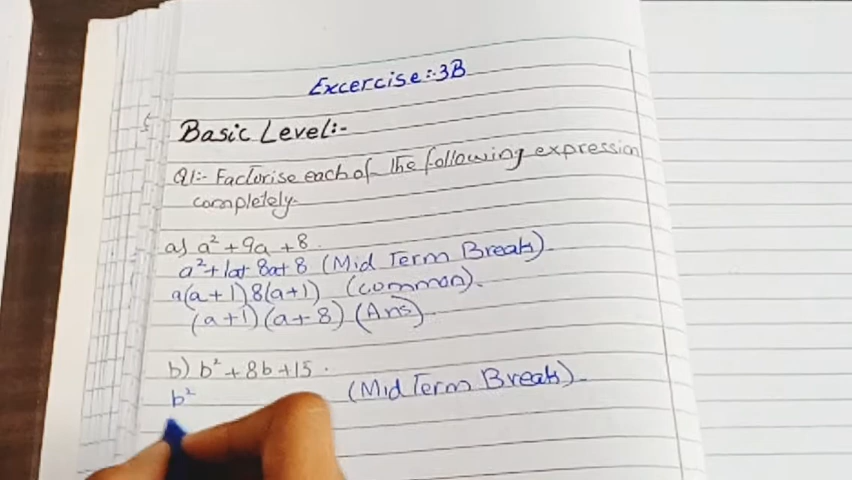 Excercise:-3B
Basic Level:-
Q1:- Factorise each of the following expression
completely.
a) a² + 9a + 8.
a² + 1a + 8a + 8 (Mid Term Break).
a(a + 1) 8(a + 1) (common).
(a + 1) (a + 8) (Ans)
b) b² + 8b + 15.
b² (Mid Term Break).